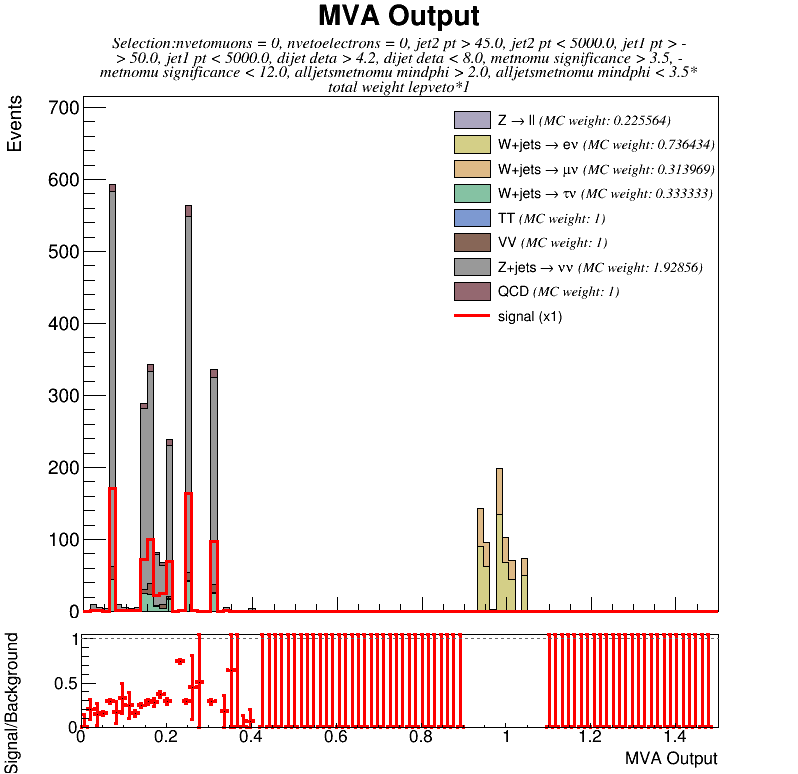 MVA Output
Selection:nvetomuons = 0, nvetoelectrons = 0, jet2 pt > 45.0, jet2 pt < 5000.0, jet1 pt > -
> 50.0, jet1 pt < 5000.0, dijet deta > 4.2, dijet deta < 8.0, metnomu significance > 3.5, -
metnomu significance < 12.0, alljetsmetnomu mindphi > 2.0, alljetsmetnomu mindphi < 3.5*
total weight lepveto*1
Events
700
600
500
400
300
200
100
0
Z → ll (MC weight: 0.225564)
W+jets → eν (MC weight: 0.736434)
W+jets → μν (MC weight: 0.313969)
W+jets → τν (MC weight: 0.333333)
TT (MC weight: 1)
VV (MC weight: 1)
Z+jets → νν (MC weight: 1.92856)
QCD (MC weight: 1)
signal (x1)
Signal/Background
1
0.5
0
0 0.2 0.4 0.6 0.8 1 1.2 1.4
MVA Output